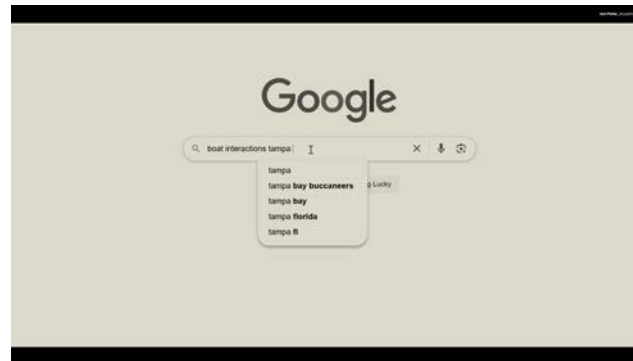 Google
boat interactions tampa
tampa
tampa bay buccaneers
g Lucky
tampa bay
tampa florida
tampa fl